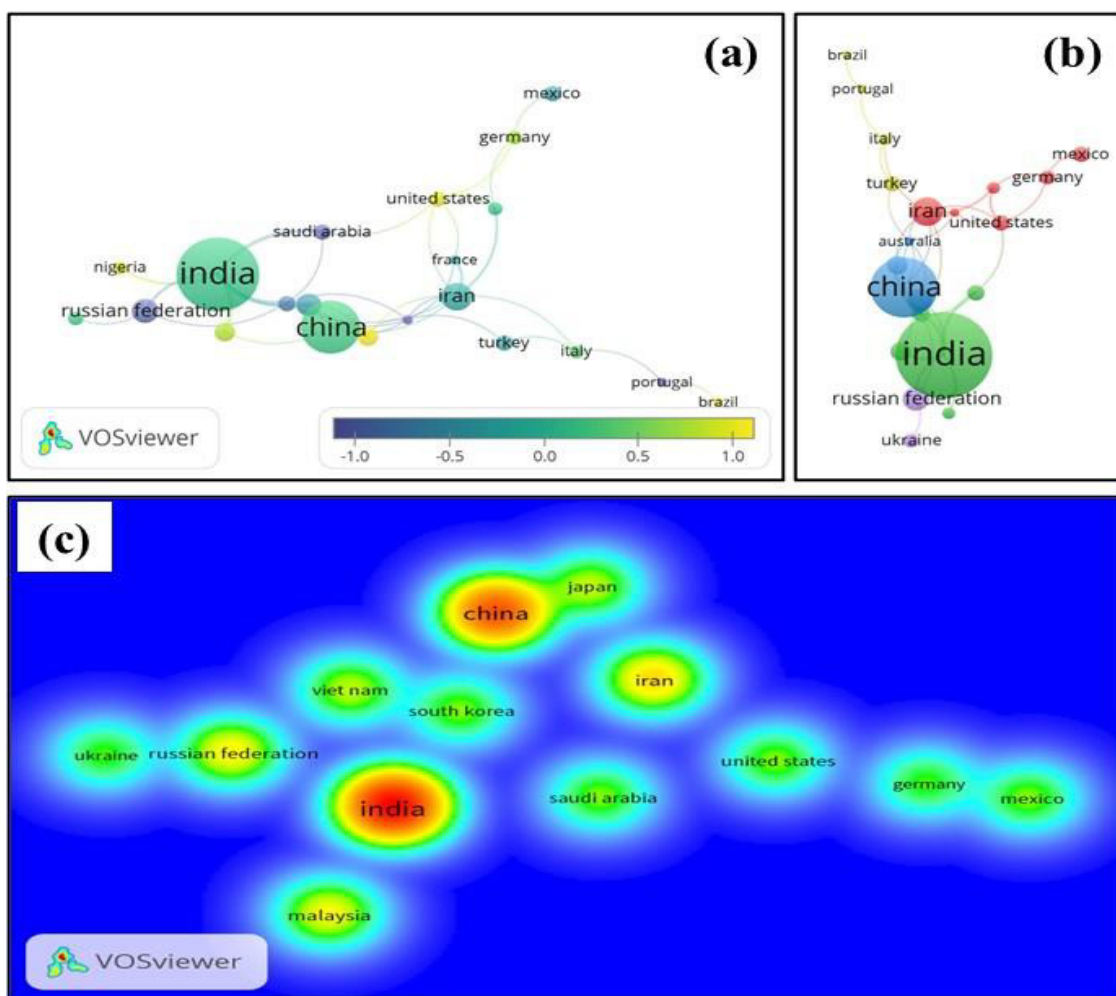 (a)
mexico
germany
united states
saudi arabia
nigeria
india
france
iran
russian federation
china
turkey
italy
portugal
brazil
VOSviewer
-1.0 -0.5 0.0 0.5 1.0
(b)
brazil
portugal
italy
mexico
turkey
germany
iran
united states
australia
china
india
russian federation
ukraine
(c)
japan
china
iran
viet nam
south korea
ukraine
russian federation
united states
india
saudi arabia
germany
mexico
malaysia
VOSviewer